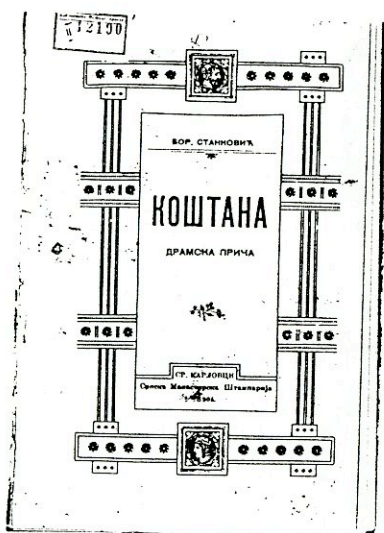 12190
БОР. СТАНКОВИЋ
КОШТАНА
ДРАМСКА ПРИЧА
СР. КАРЛОВЦИ
Српска Манастирска Штампарија